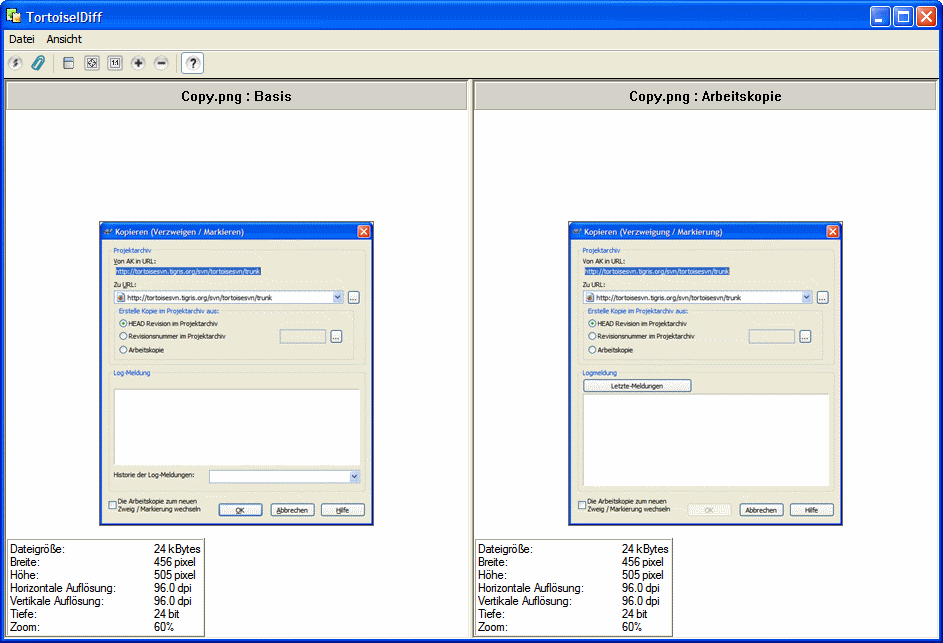 TortoiseIDiff
Datei Ansicht
1:1 ?
Copy.png : Basis
Kopieren (Verzweigen / Markieren)
Projektarchiv
Von AK in URL:
http://tortoisesvn.tigris.org/svn/tortoisesvn/trunk
Zu URL:
http://tortoisesvn.tigris.org/svn/tortoisesvn/trunk ...
Erstelle Kopie im Projektarchiv aus:
HEAD Revision im Projektarchiv
Revisionsnummer im Projektarchiv ...
Arbeitskopie
Log-Meldung
Historie der Log-Meldungen:
Die Arbeitskopie zum neuen
Zweig / Markierung wechseln
OK Abbrechen Hilfe
Dateigröße: 24 kBytes
Breite: 456 pixel
Höhe: 505 pixel
Horizontale Auflösung: 96.0 dpi
Vertikale Auflösung: 96.0 dpi
Tiefe: 24 bit
Zoom: 60%
Copy.png : Arbeitskopie
Kopieren (Verzweigung / Markierung)
Projektarchiv
Von AK in URL:
http://tortoisesvn.tigris.org/svn/tortoisesvn/trunk
Zu URL:
http://tortoisesvn.tigris.org/svn/tortoisesvn/trunk ...
Erstelle Kopie im Projektarchiv aus:
HEAD Revision im Projektarchiv
Revisionsnummer im Projektarchiv ...
Arbeitskopie
Logmeldung
Letzte-Meldungen
Die Arbeitskopie zum neuen
Zweig / Markierung wechseln
OK Abbrechen Hilfe
Dateigröße: 24 kBytes
Breite: 456 pixel
Höhe: 505 pixel
Horizontale Auflösung: 96.0 dpi
Vertikale Auflösung: 96.0 dpi
Tiefe: 24 bit
Zoom: 60%